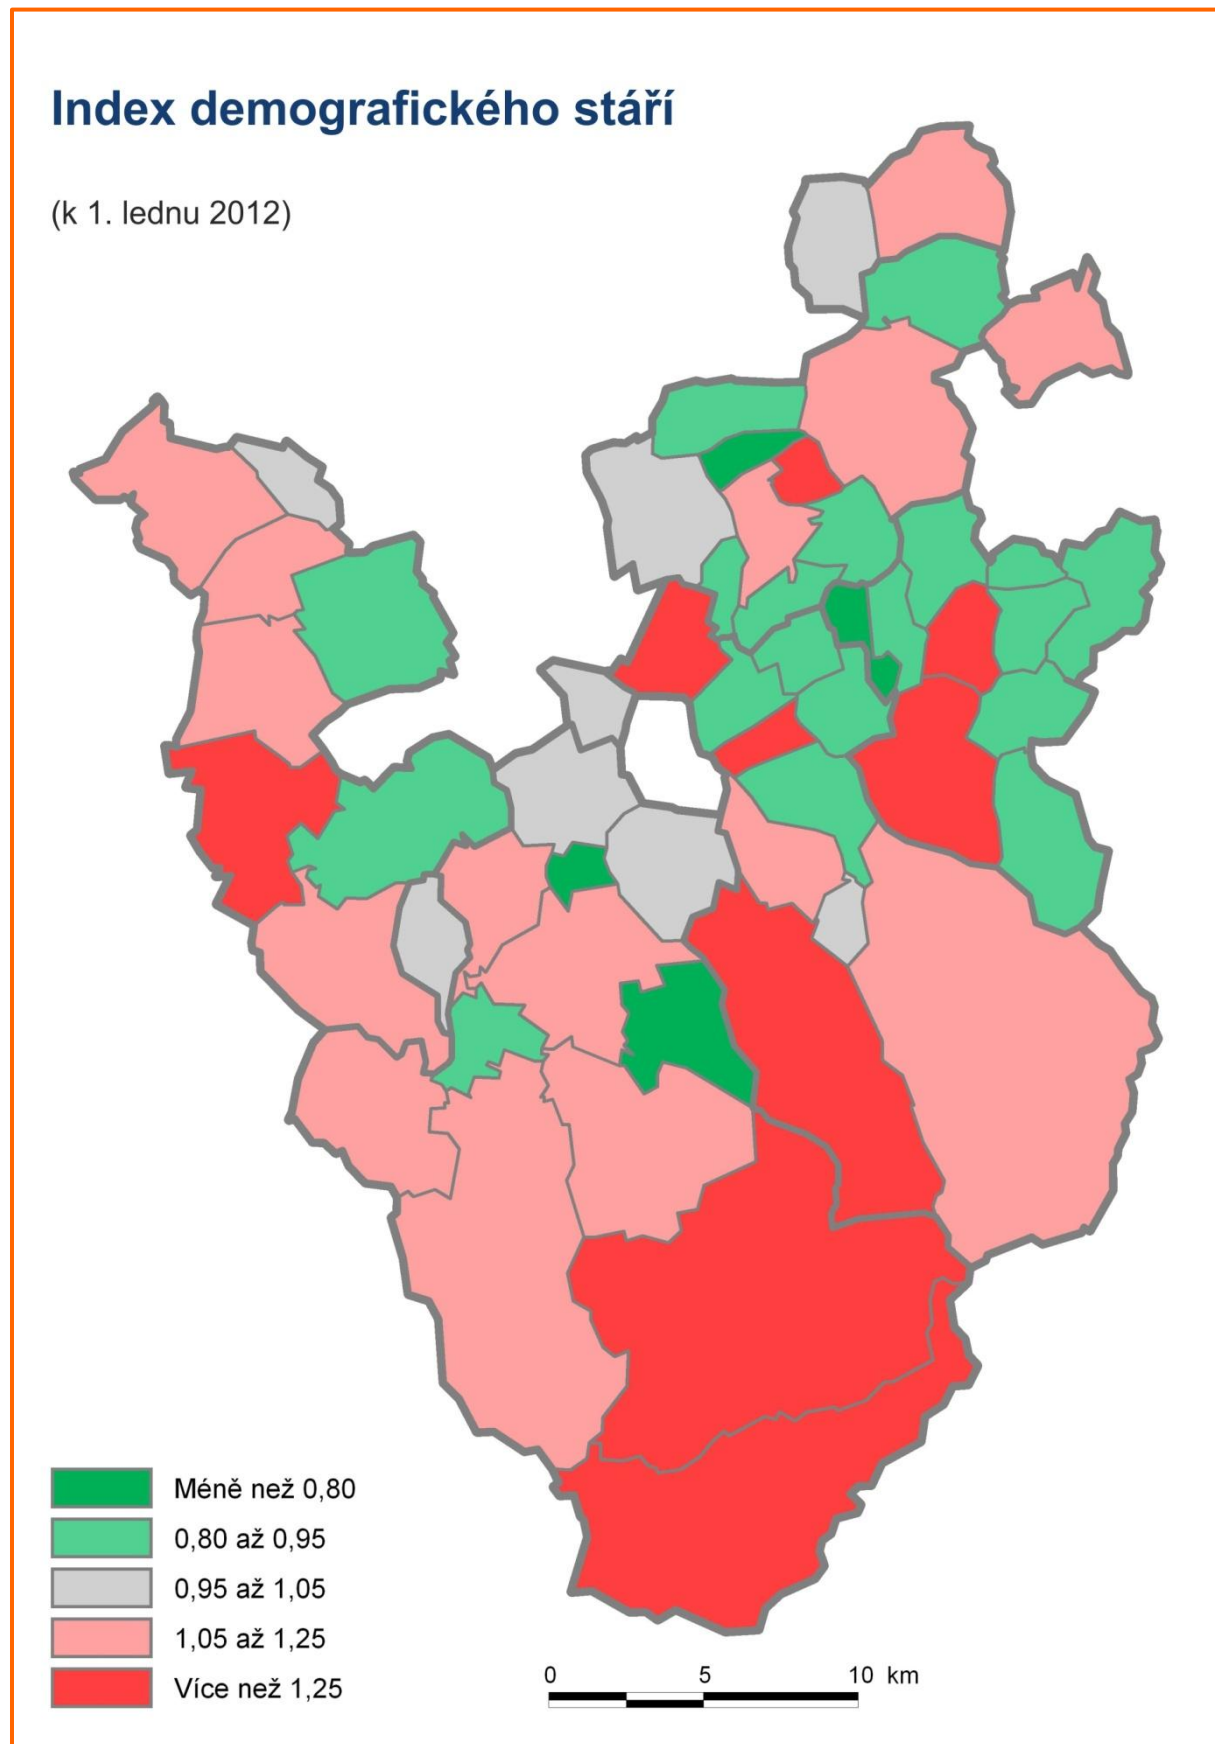 Index demografického stáří
(k 1. lednu 2012)
Méně než 0,80
0,80 až 0,95
0,95 až 1,05
1,05 až 1,25
Více než 1,25
0 5 10 km